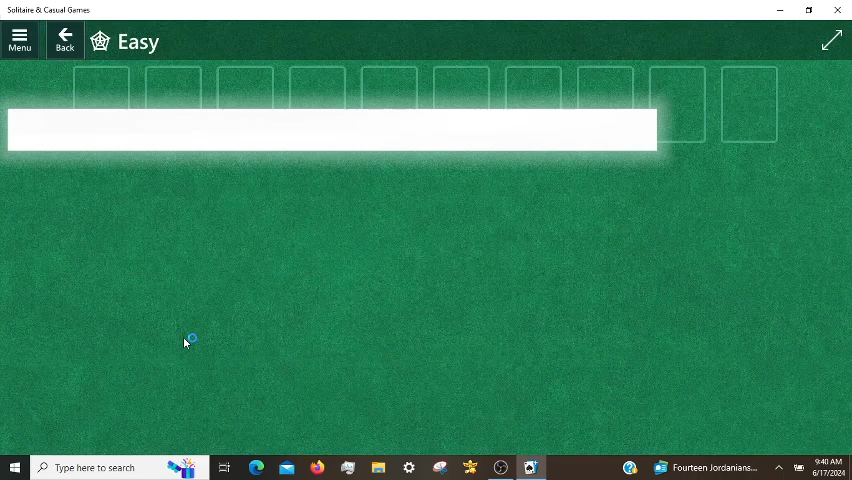 Solitaire & Casual Games
Menu
Back
Easy
Type here to search
Fourteen Jordanians...
9:40 AM
6/17/2024